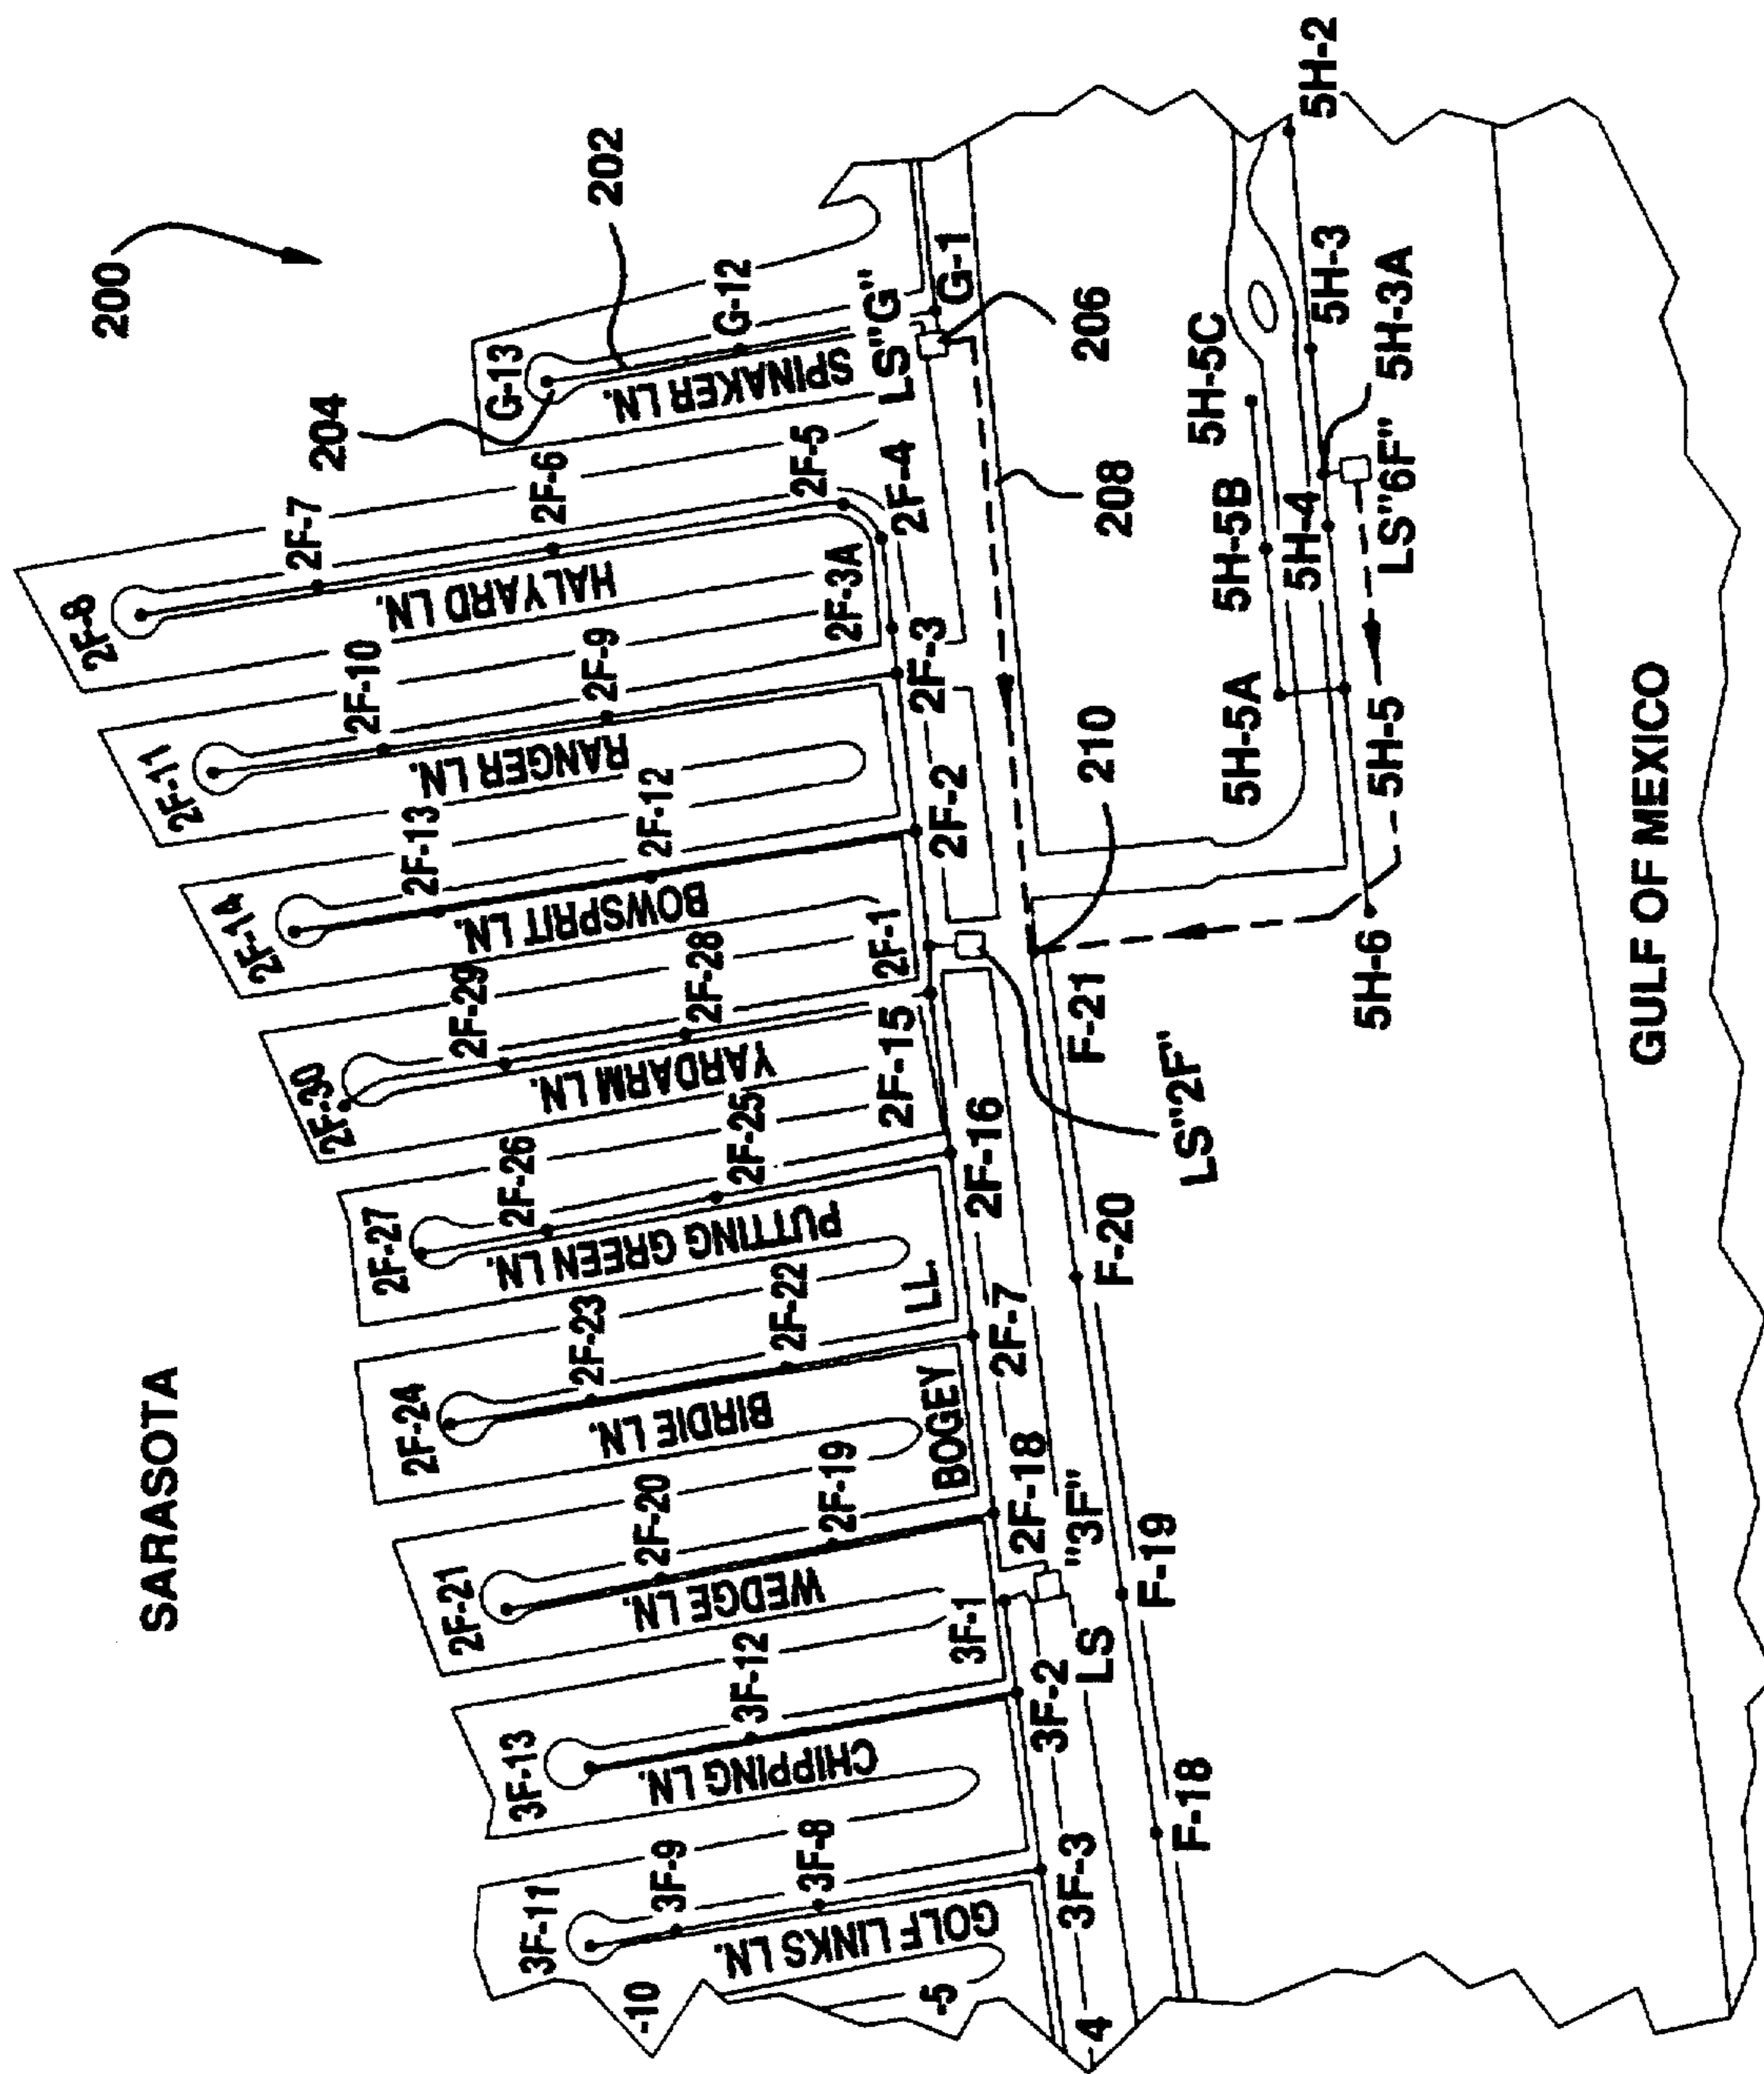 SARASOTA
200
202
204
206
208
210
3F-11
3F-9
3F-8
GOLF LINKS LN.
-10
-5
4
3F-13
3F-12
CHIPPING LN.
3F-3
3F-2
3F-1
LS "3F"
2F-21
2F-20
2F-19
WEDGE LN.
2F-18
2F-24
2F-23
2F-22
BIRDIE LN.
BOGEY LL.
2F-7
2F-27
2F-26
2F-25
PUTTING GREEN LN.
2F-16
2F-15
2F-30
2F-29
2F-28
YARDARM LN.
2F-1
LS"2F"
2F-14
2F-13
2F-12
BOWSPRIT LN.
2F-2
2F-11
2F-10
2F-9
RANGER LN.
2F-3
2F-3A
2F-8
2F-7
2F-6
2F-5
HALYARD LN.
2F-4
G-13
G-12
SPINAKER LN.
LS"G"
G-1
F-18
F-19
F-20
F-21
5H-6
5H-5
5H-5A
5H-5B
5H-5C
5H-4
5H-3A
5H-3
5H-2
LS"6F"
GULF OF MEXICO